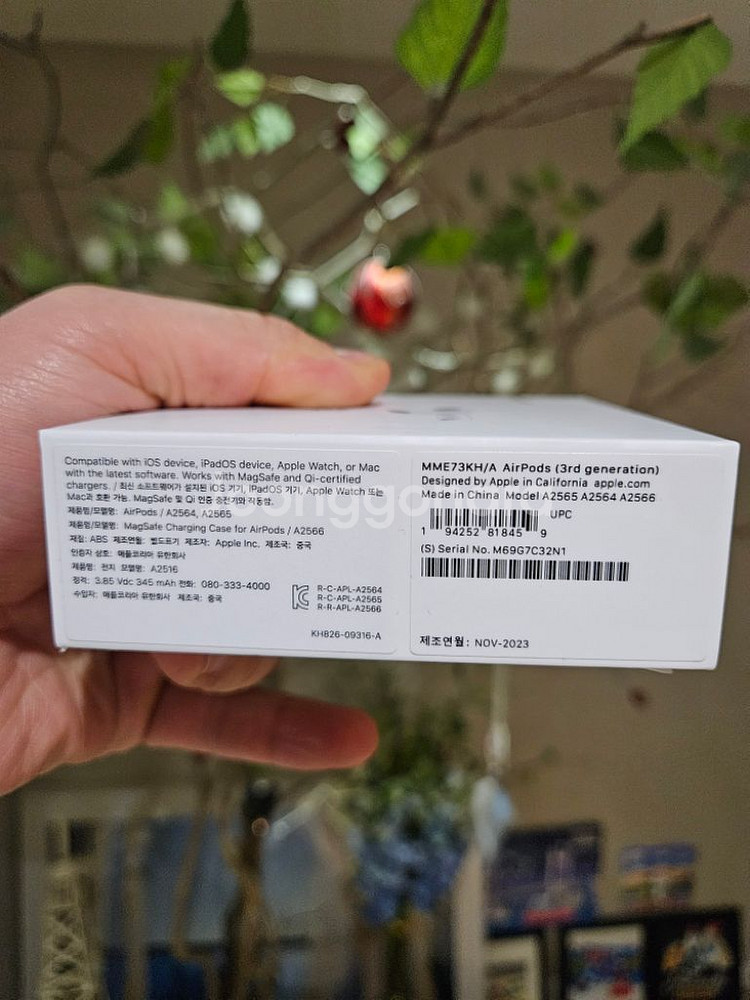 Compatible with iOS device, iPadOS device, Apple Watch, or Mac
with the latest software. Works with MagSafe and Qi-certified
chargers. / 최신 소프트웨어가 설치된 iOS 기기, iPadOS 기기, Apple Watch 또는
Mac과 호환 가능. MagSafe 및 Qi 인증 충전기와 작동함.
제품명/모델명: AirPods / A2564, A2565
제품명/모델명: MagSafe Charging Case for AirPods / A2566
재질: ABS 제조연월: 별도표기 제조자: Apple Inc. 제조국: 중국
인증자 상호: 애플코리아 유한회사
제품명: 전지 모델명: A2516
정격: 3.85 Vdc 345 mAh 전화: 080-333-4000
수입자: 애플코리아 유한회사 제조국: 중국
R-C-APL-A2564
R-C-APL-A2565
R-R-APL-A2566
KH826-09316-A
MME73KH/A AirPods (3rd generation)
Designed by Apple in California apple.com
Made in China Model A2565 A2564 A2566
UPC
1 94252 81845 9
(S) Serial No. M69G7C32N1
제조연월: NOV-2023